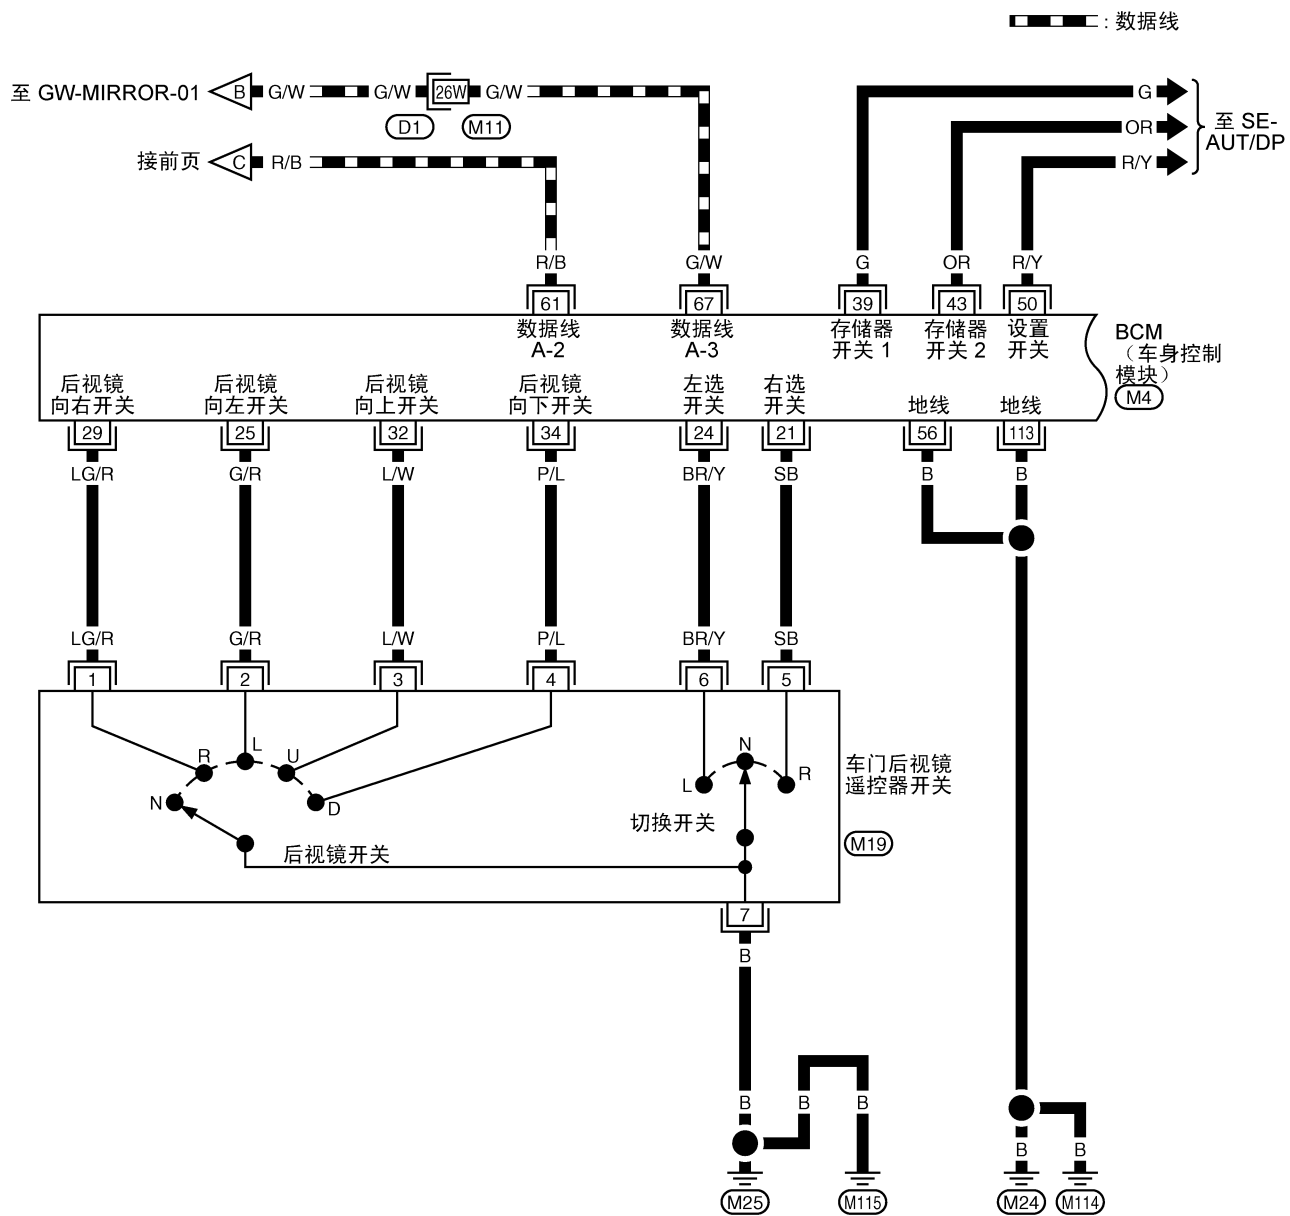 : 数据线
至 GW-MIRROR-01 B G/W G/W 26W G/W G
D1 M11
OR
至 SE-
AUT/DP
接前页 C R/B R/Y
R/B G/W G OR R/Y
61 67 39 43 50
数据线 数据线 存储器 存储器 设置
A-2 A-3 开关 1 开关 2 开关
BCM
（车身控制
模块）
M4
后视镜 后视镜 后视镜 后视镜 左选 右选
向右开关 向左开关 向上开关 向下开关 开关 开关 地线 地线
29 25 32 34 24 21 56 113
LG/R G/R L/W P/L BR/Y SB B B
LG/R G/R L/W P/L BR/Y SB
1 2 3 4 6 5
R L U N
N D L R
车门后视镜
遥控器开关
切换开关
后视镜开关
M19
7
B
B B B
B B
M25 M115 M24 M114